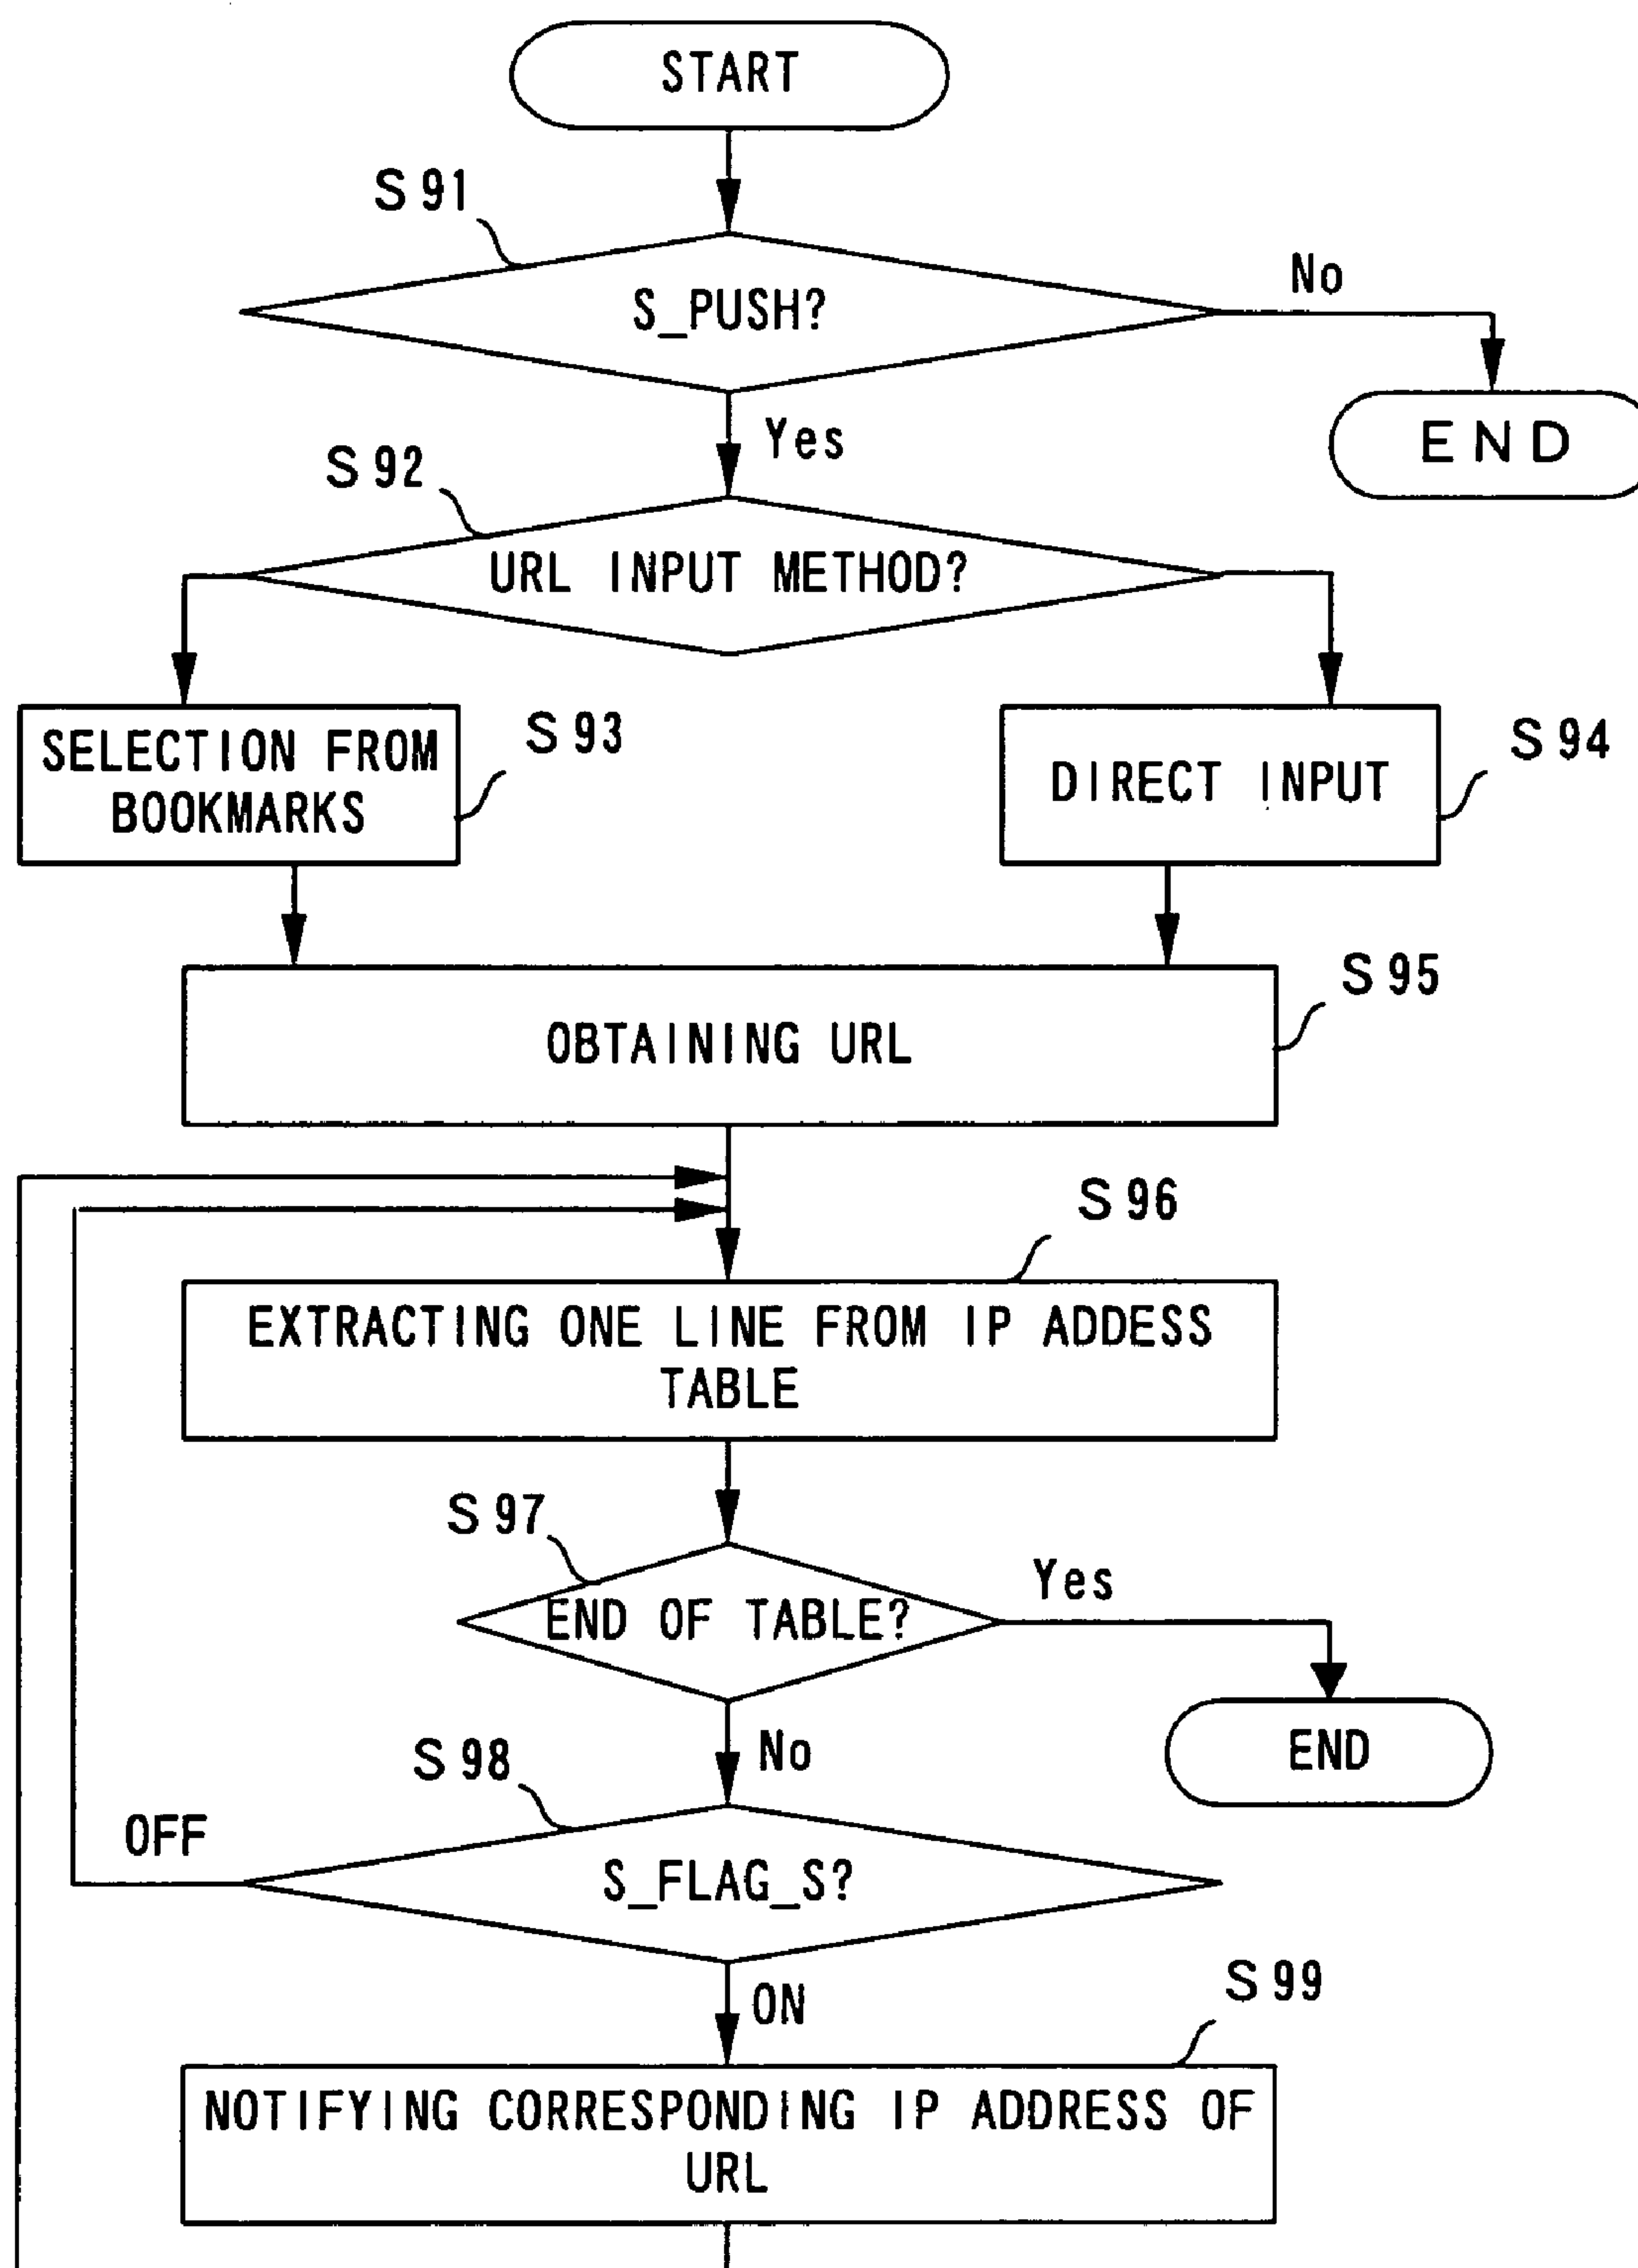 START
S91
S_PUSH?
No
END
Yes
S92
URL INPUT METHOD?
SELECTION FROM
BOOKMARKS
S93
DIRECT INPUT
S94
OBTAINING URL
S95
S96
EXTRACTING ONE LINE FROM IP ADDESS
TABLE
S97
END OF TABLE?
Yes
END
No
S98
OFF
S_FLAG_S?
ON
S99
NOTIFYING CORRESPONDING IP ADDRESS OF
URL